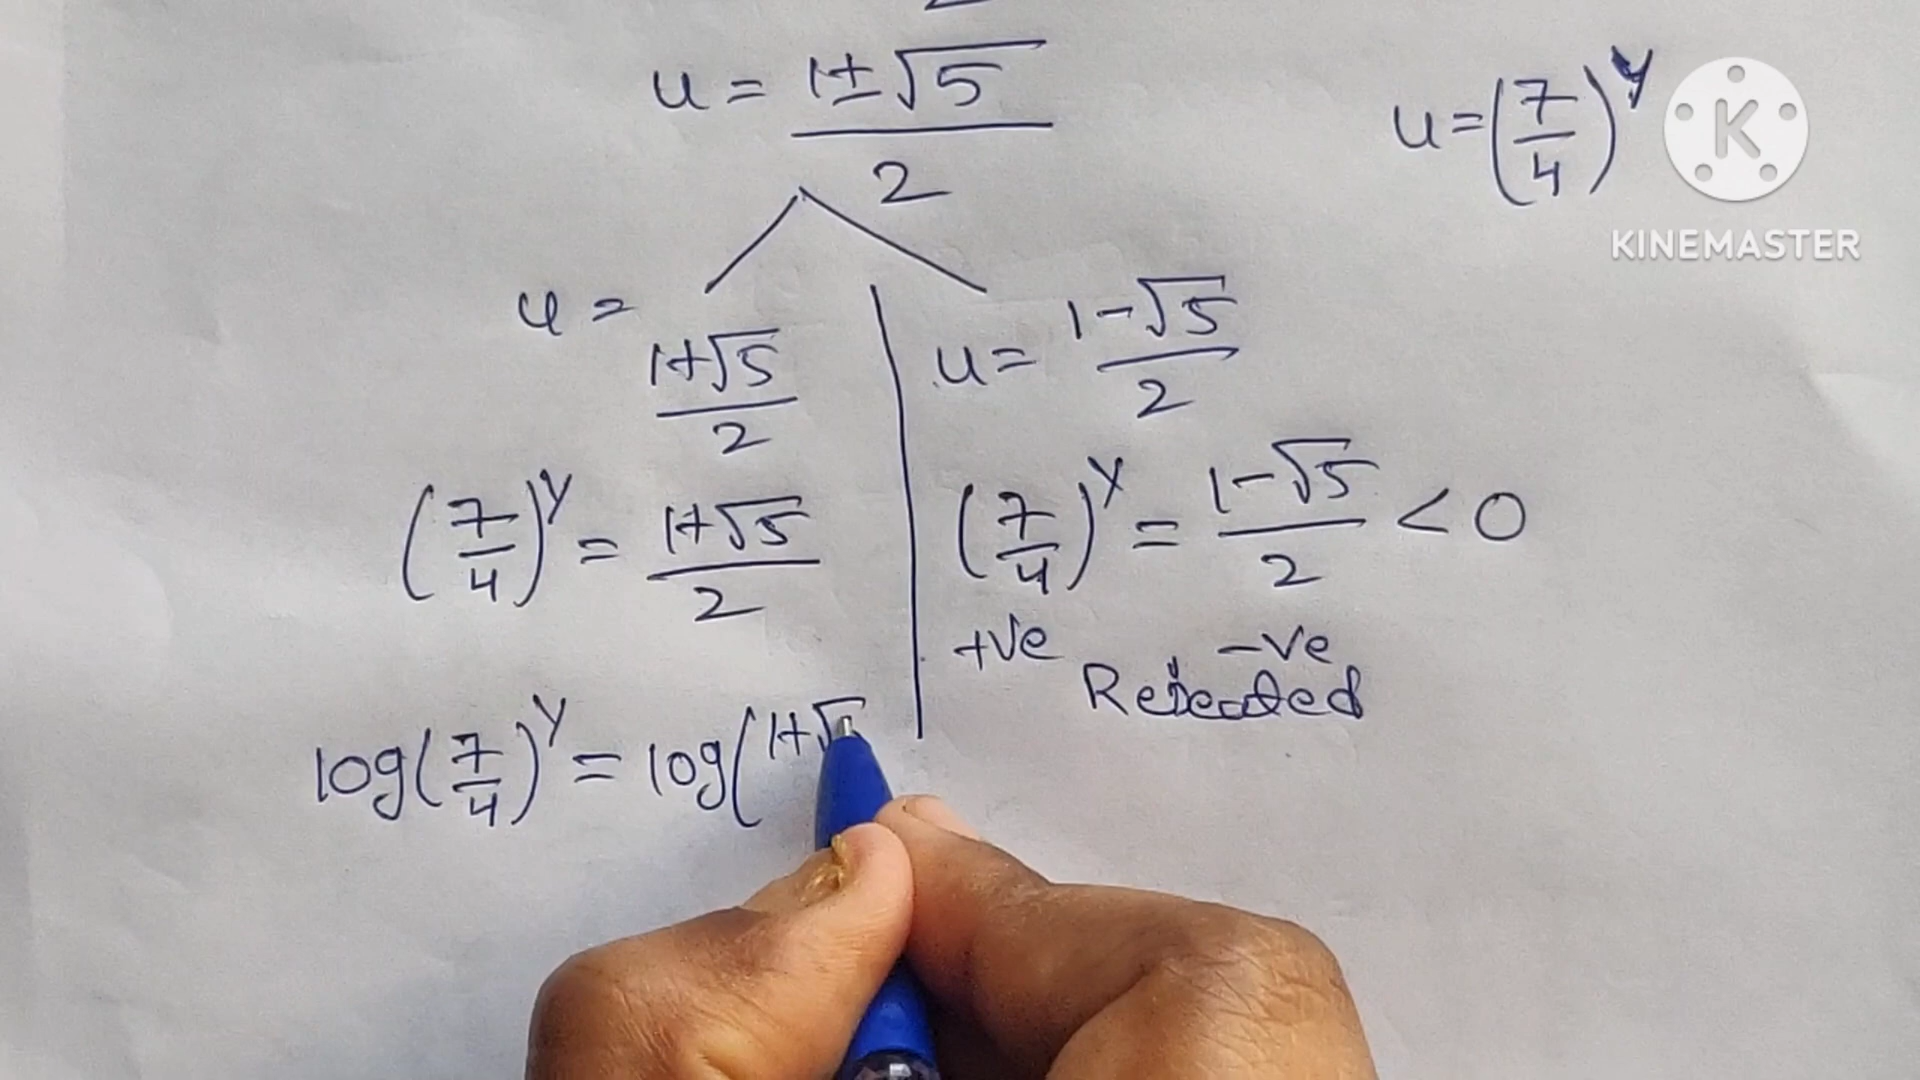 u = (1±√5)/2
u = (7/4)^y
K
KINEMASTER
u = (1+√5)/2
u = (1-√5)/2
(7/4)^y = (1+√5)/2
(7/4)^y = (1-√5)/2 < 0
+ve -ve
Rejected
log(7/4)^y = log(1+√